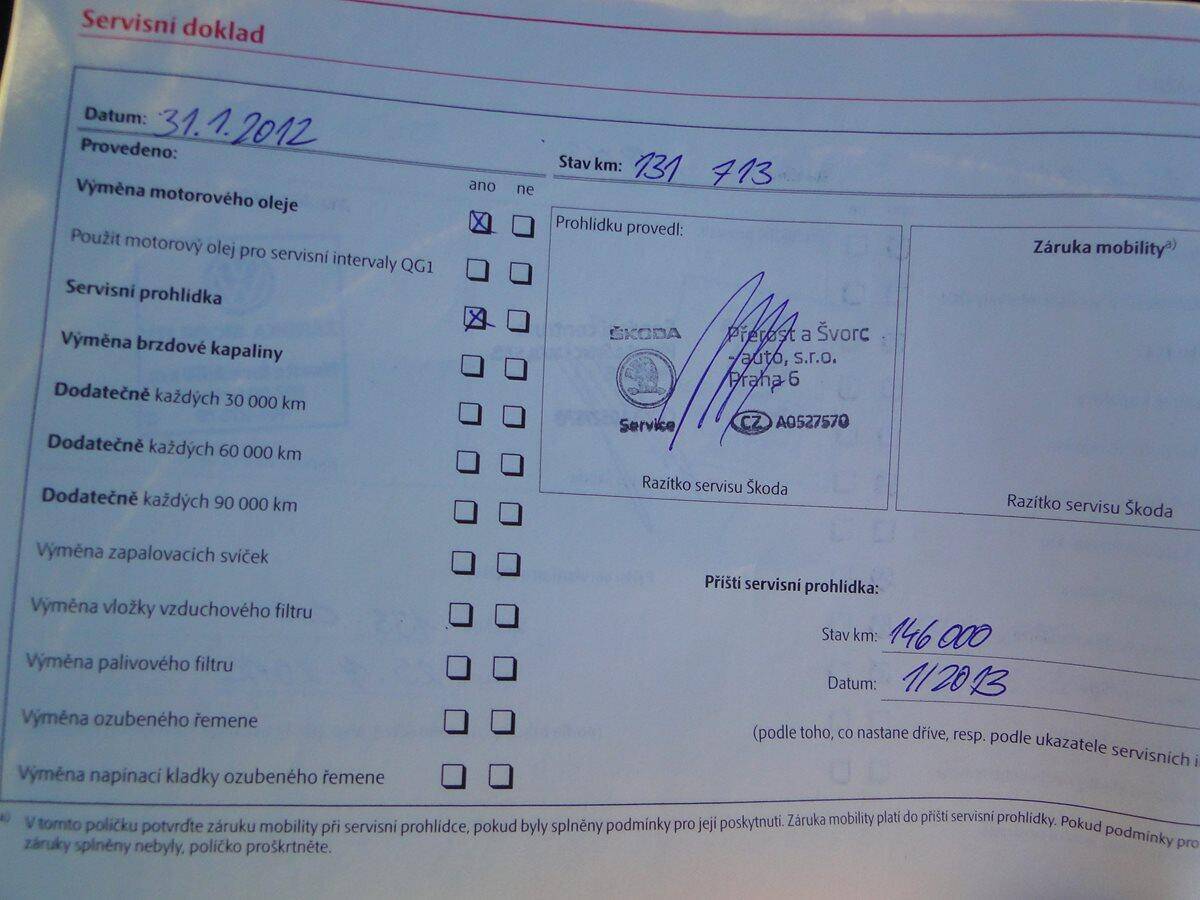 Servisní doklad
Datum: 31.1.2012
Stav km: 131 713
Provedeno:
ano ne
Výměna motorového oleje
Použit motorový olej pro servisní intervaly QG1
Servisní prohlídka
Výměna brzdové kapaliny
Dodatečně každých 30 000 km
Dodatečně každých 60 000 km
Dodatečně každých 90 000 km
Výměna zapalovacích svíček
Výměna vložky vzduchového filtru
Výměna palivového filtru
Výměna ozubeného řemene
Výměna napínací kladky ozubeného řemene
Prohlídku provedl:
ŠKODA
Service
Přerost a Švorc
-auto, s.r.o.
Praha 6
CZ A0527570
Razítko servisu Škoda
Záruka mobility a)
Razítko servisu Škoda
Příští servisní prohlídka:
Stav km: 146 000
Datum: 1/2013
(podle toho, co nastane dříve, resp. podle ukazatele servisních
a) V tomto políčku potvrďte záruku mobility při servisní prohlídce, pokud byly splněny podmínky pro její poskytnutí. Záruka mobility platí do příští servisní prohlídky. Pokud podmínky pro
záruky splněny nebyly, políčko proškrtněte.